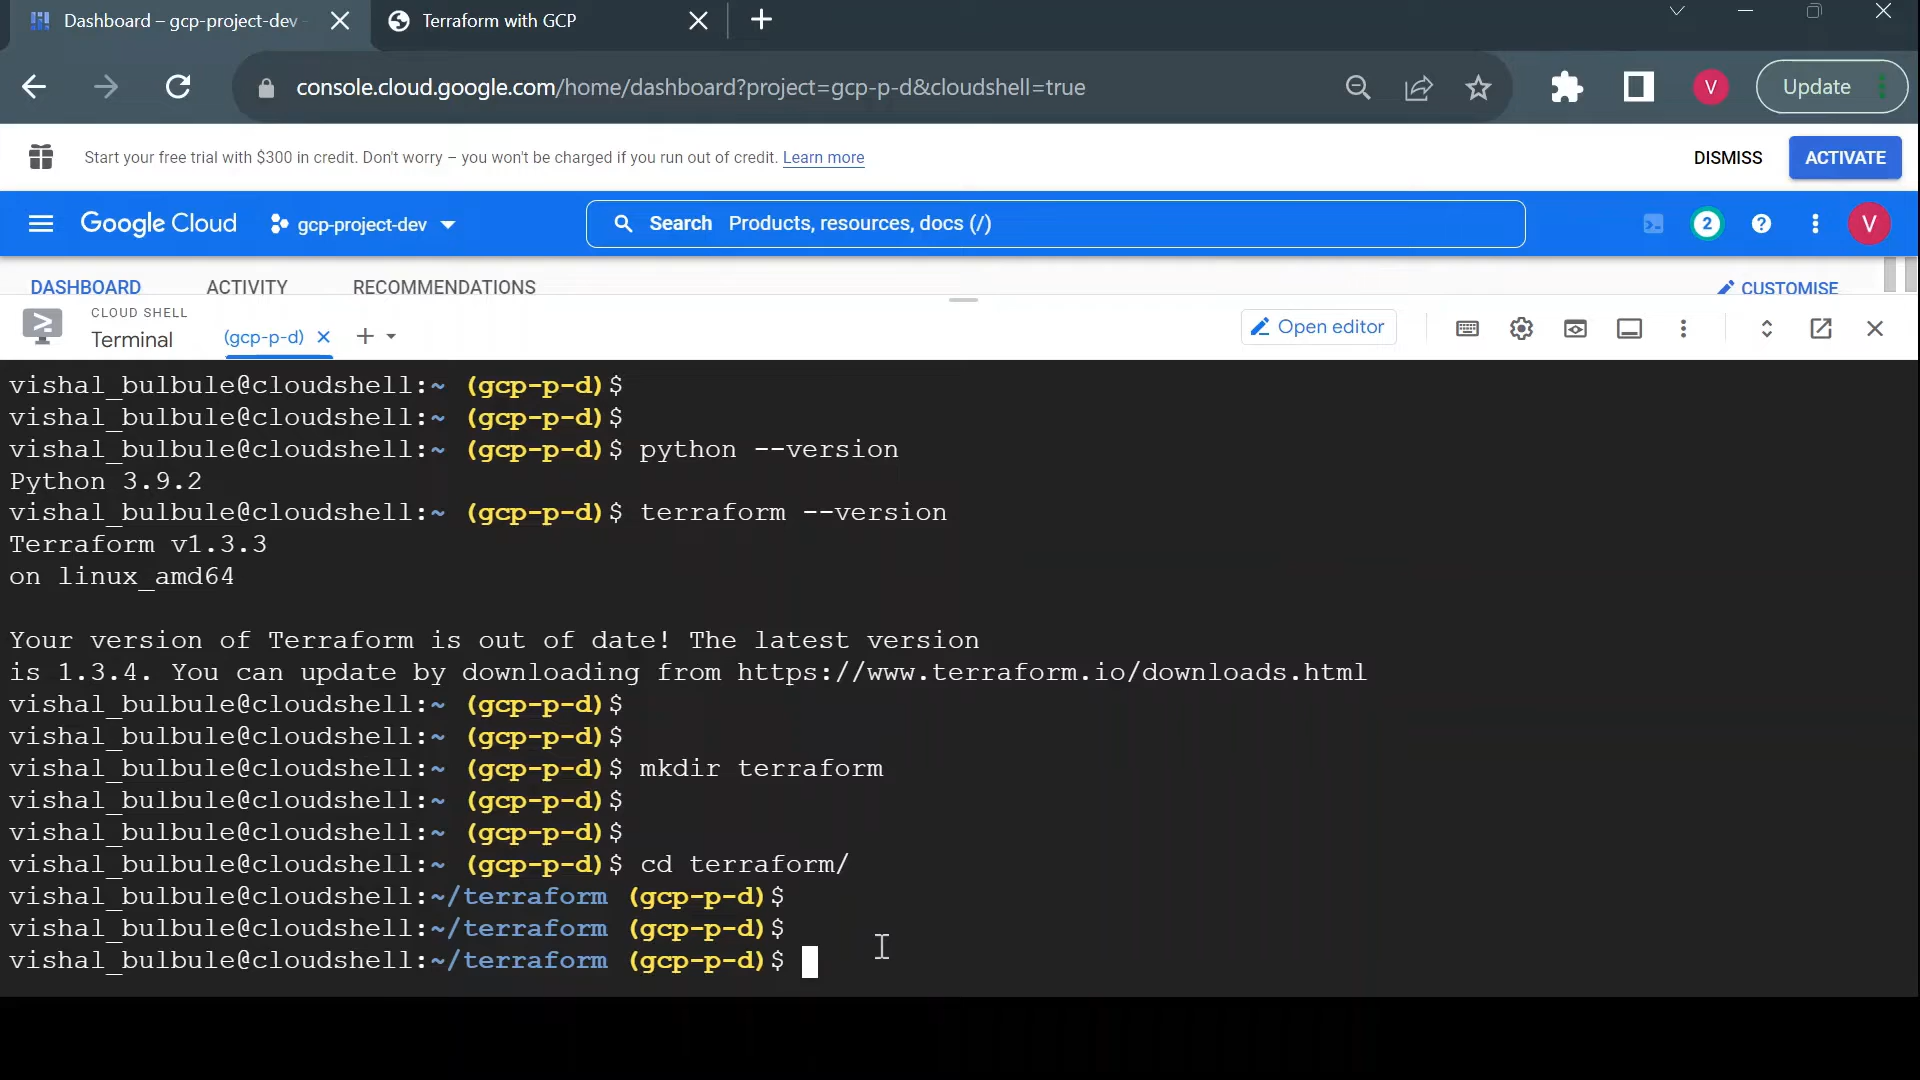 Dashboard – gcp-project-dev
Terraform with GCP
console.cloud.google.com/home/dashboard?project=gcp-p-d&cloudshell=true
V
Update
Start your free trial with $300 in credit. Don't worry – you won't be charged if you run out of credit. Learn more
DISMISS
ACTIVATE
Google Cloud
gcp-project-dev
Search Products, resources, docs (/)
2
V
DASHBOARD
ACTIVITY
RECOMMENDATIONS
CUSTOMISE
CLOUD SHELL
Terminal
(gcp-p-d)
Open editor
vishal_bulbule@cloudshell:~ (gcp-p-d)$
vishal_bulbule@cloudshell:~ (gcp-p-d)$
vishal_bulbule@cloudshell:~ (gcp-p-d)$ python --version
Python 3.9.2
vishal_bulbule@cloudshell:~ (gcp-p-d)$ terraform --version
Terraform v1.3.3
on linux_amd64
Your version of Terraform is out of date! The latest version
is 1.3.4. You can update by downloading from https://www.terraform.io/downloads.html
vishal_bulbule@cloudshell:~ (gcp-p-d)$
vishal_bulbule@cloudshell:~ (gcp-p-d)$
vishal_bulbule@cloudshell:~ (gcp-p-d)$ mkdir terraform
vishal_bulbule@cloudshell:~ (gcp-p-d)$
vishal_bulbule@cloudshell:~ (gcp-p-d)$
vishal_bulbule@cloudshell:~ (gcp-p-d)$ cd terraform/
vishal_bulbule@cloudshell:~/terraform (gcp-p-d)$
vishal_bulbule@cloudshell:~/terraform (gcp-p-d)$
vishal_bulbule@cloudshell:~/terraform (gcp-p-d)$